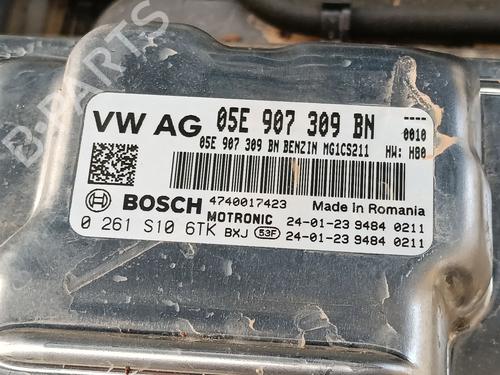 B-PARTS
VW AG 05E 907 309 BN ----
0010
05E 907 309 BN BENZIN MG1CS211 HW: H80
BOSCH 4740017423 Made in Romania
MOTRONIC 24-01-23 9484 0211
0 261 S10 6TK BXJ 53F 24-01-23 9484 0211